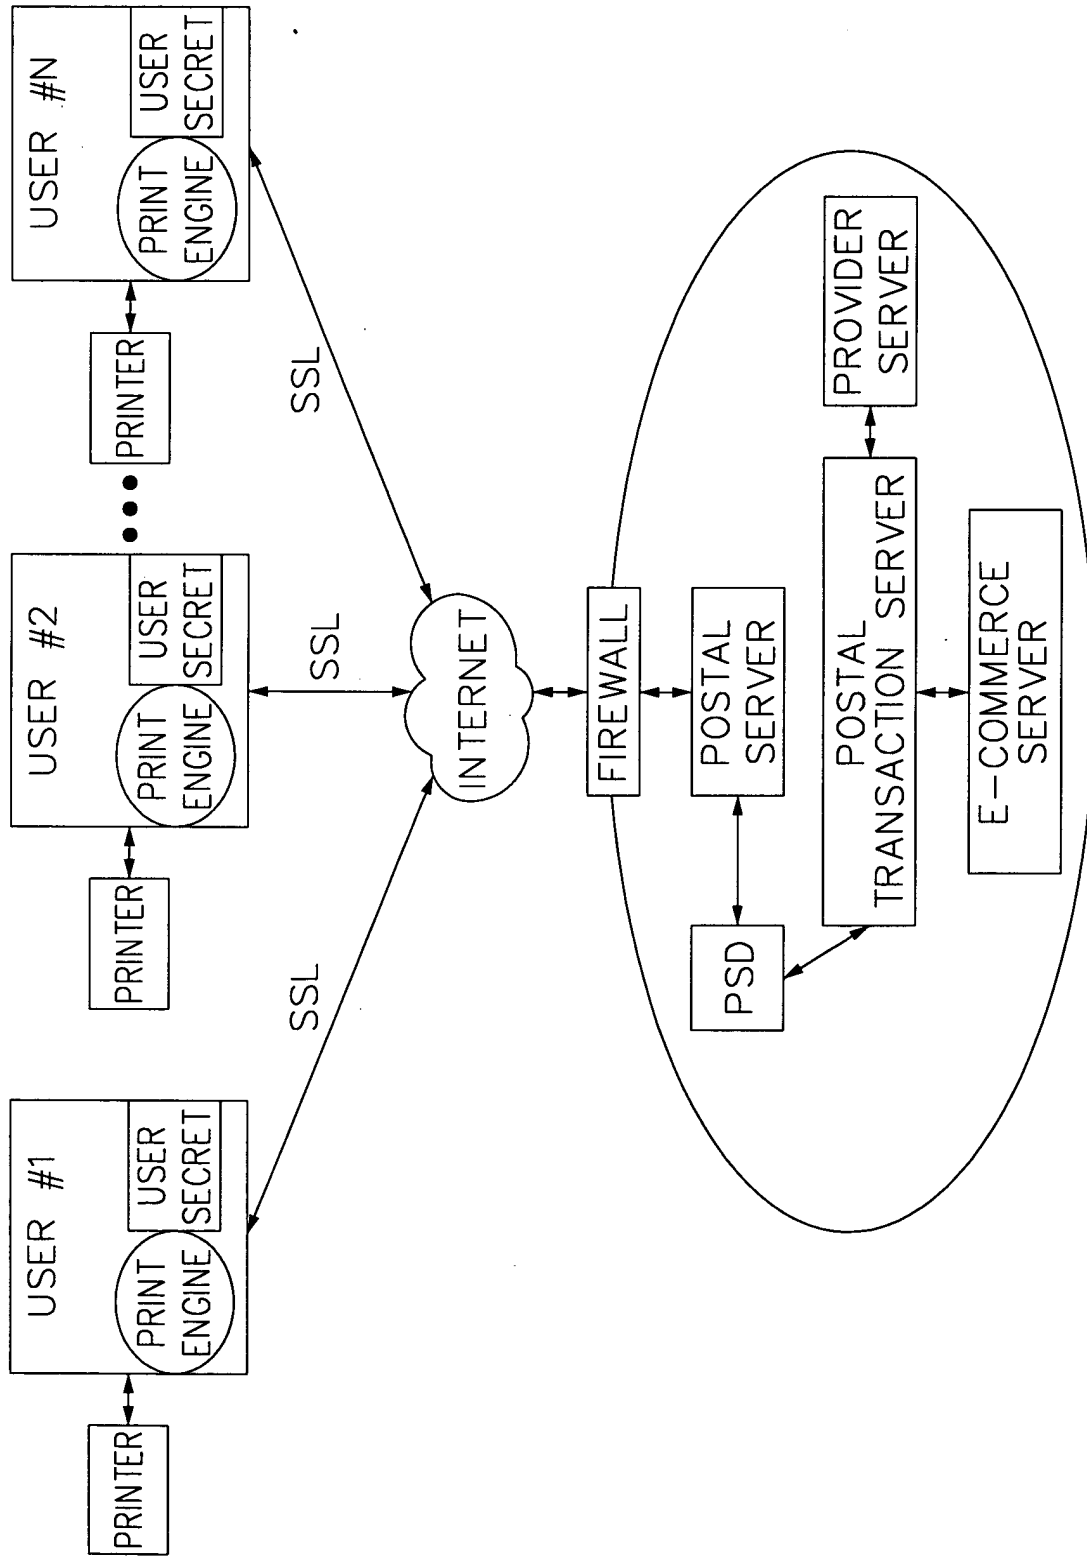 USER #1
PRINT
ENGINE
USER
SECRET
PRINTER
USER #2
PRINT
ENGINE
USER
SECRET
PRINTER
USER #N
PRINT
ENGINE
USER
SECRET
PRINTER
SSL
SSL
SSL
INTERNET
FIREWALL
PSD
POSTAL
SERVER
POSTAL
TRANSACTION SERVER
PROVIDER
SERVER
E-COMMERCE
SERVER